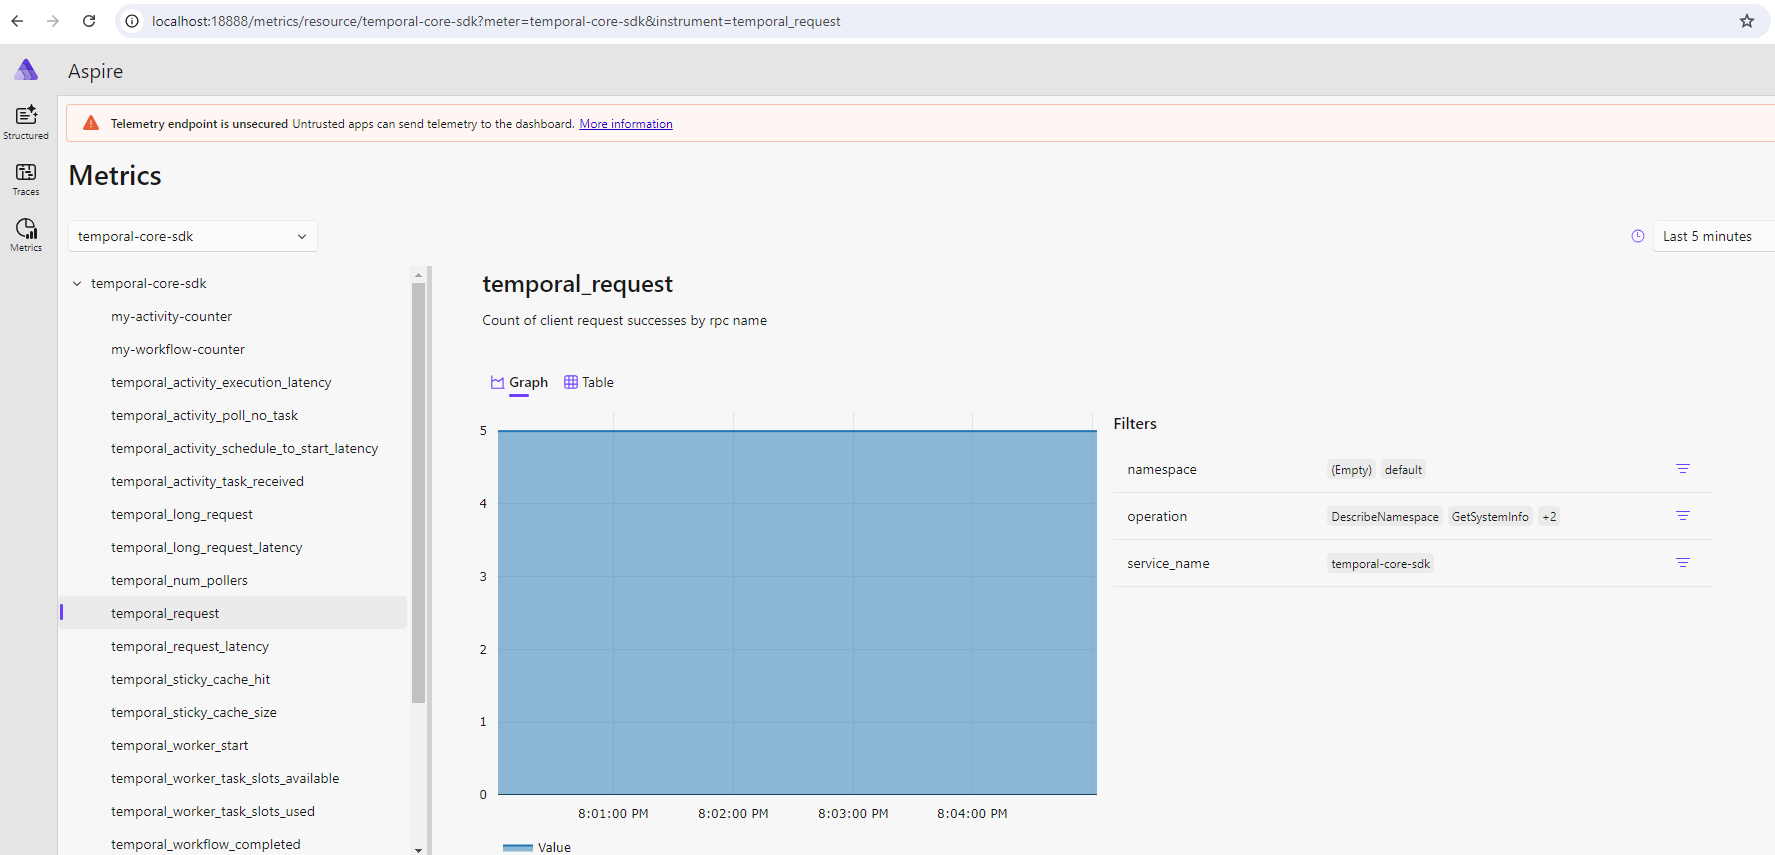 localhost:18888/metrics/resource/temporal-core-sdk?meter=temporal-core-sdk&instrument=temporal_request
Aspire
Structured
Traces
Metrics
Telemetry endpoint is unsecured Untrusted apps can send telemetry to the dashboard. More information
Metrics
temporal-core-sdk
Last 5 minutes
temporal-core-sdk
my-activity-counter
my-workflow-counter
temporal_activity_execution_latency
temporal_activity_poll_no_task
temporal_activity_schedule_to_start_latency
temporal_activity_task_received
temporal_long_request
temporal_long_request_latency
temporal_num_pollers
temporal_request
temporal_request_latency
temporal_sticky_cache_hit
temporal_sticky_cache_size
temporal_worker_start
temporal_worker_task_slots_available
temporal_worker_task_slots_used
temporal_workflow_completed
temporal_request
Count of client request successes by rpc name
Graph Table
5
4
3
2
1
0
8:01:00 PM 8:02:00 PM 8:03:00 PM 8:04:00 PM
Value
Filters
namespace (Empty) default
operation DescribeNamespace GetSystemInfo +2
service_name temporal-core-sdk